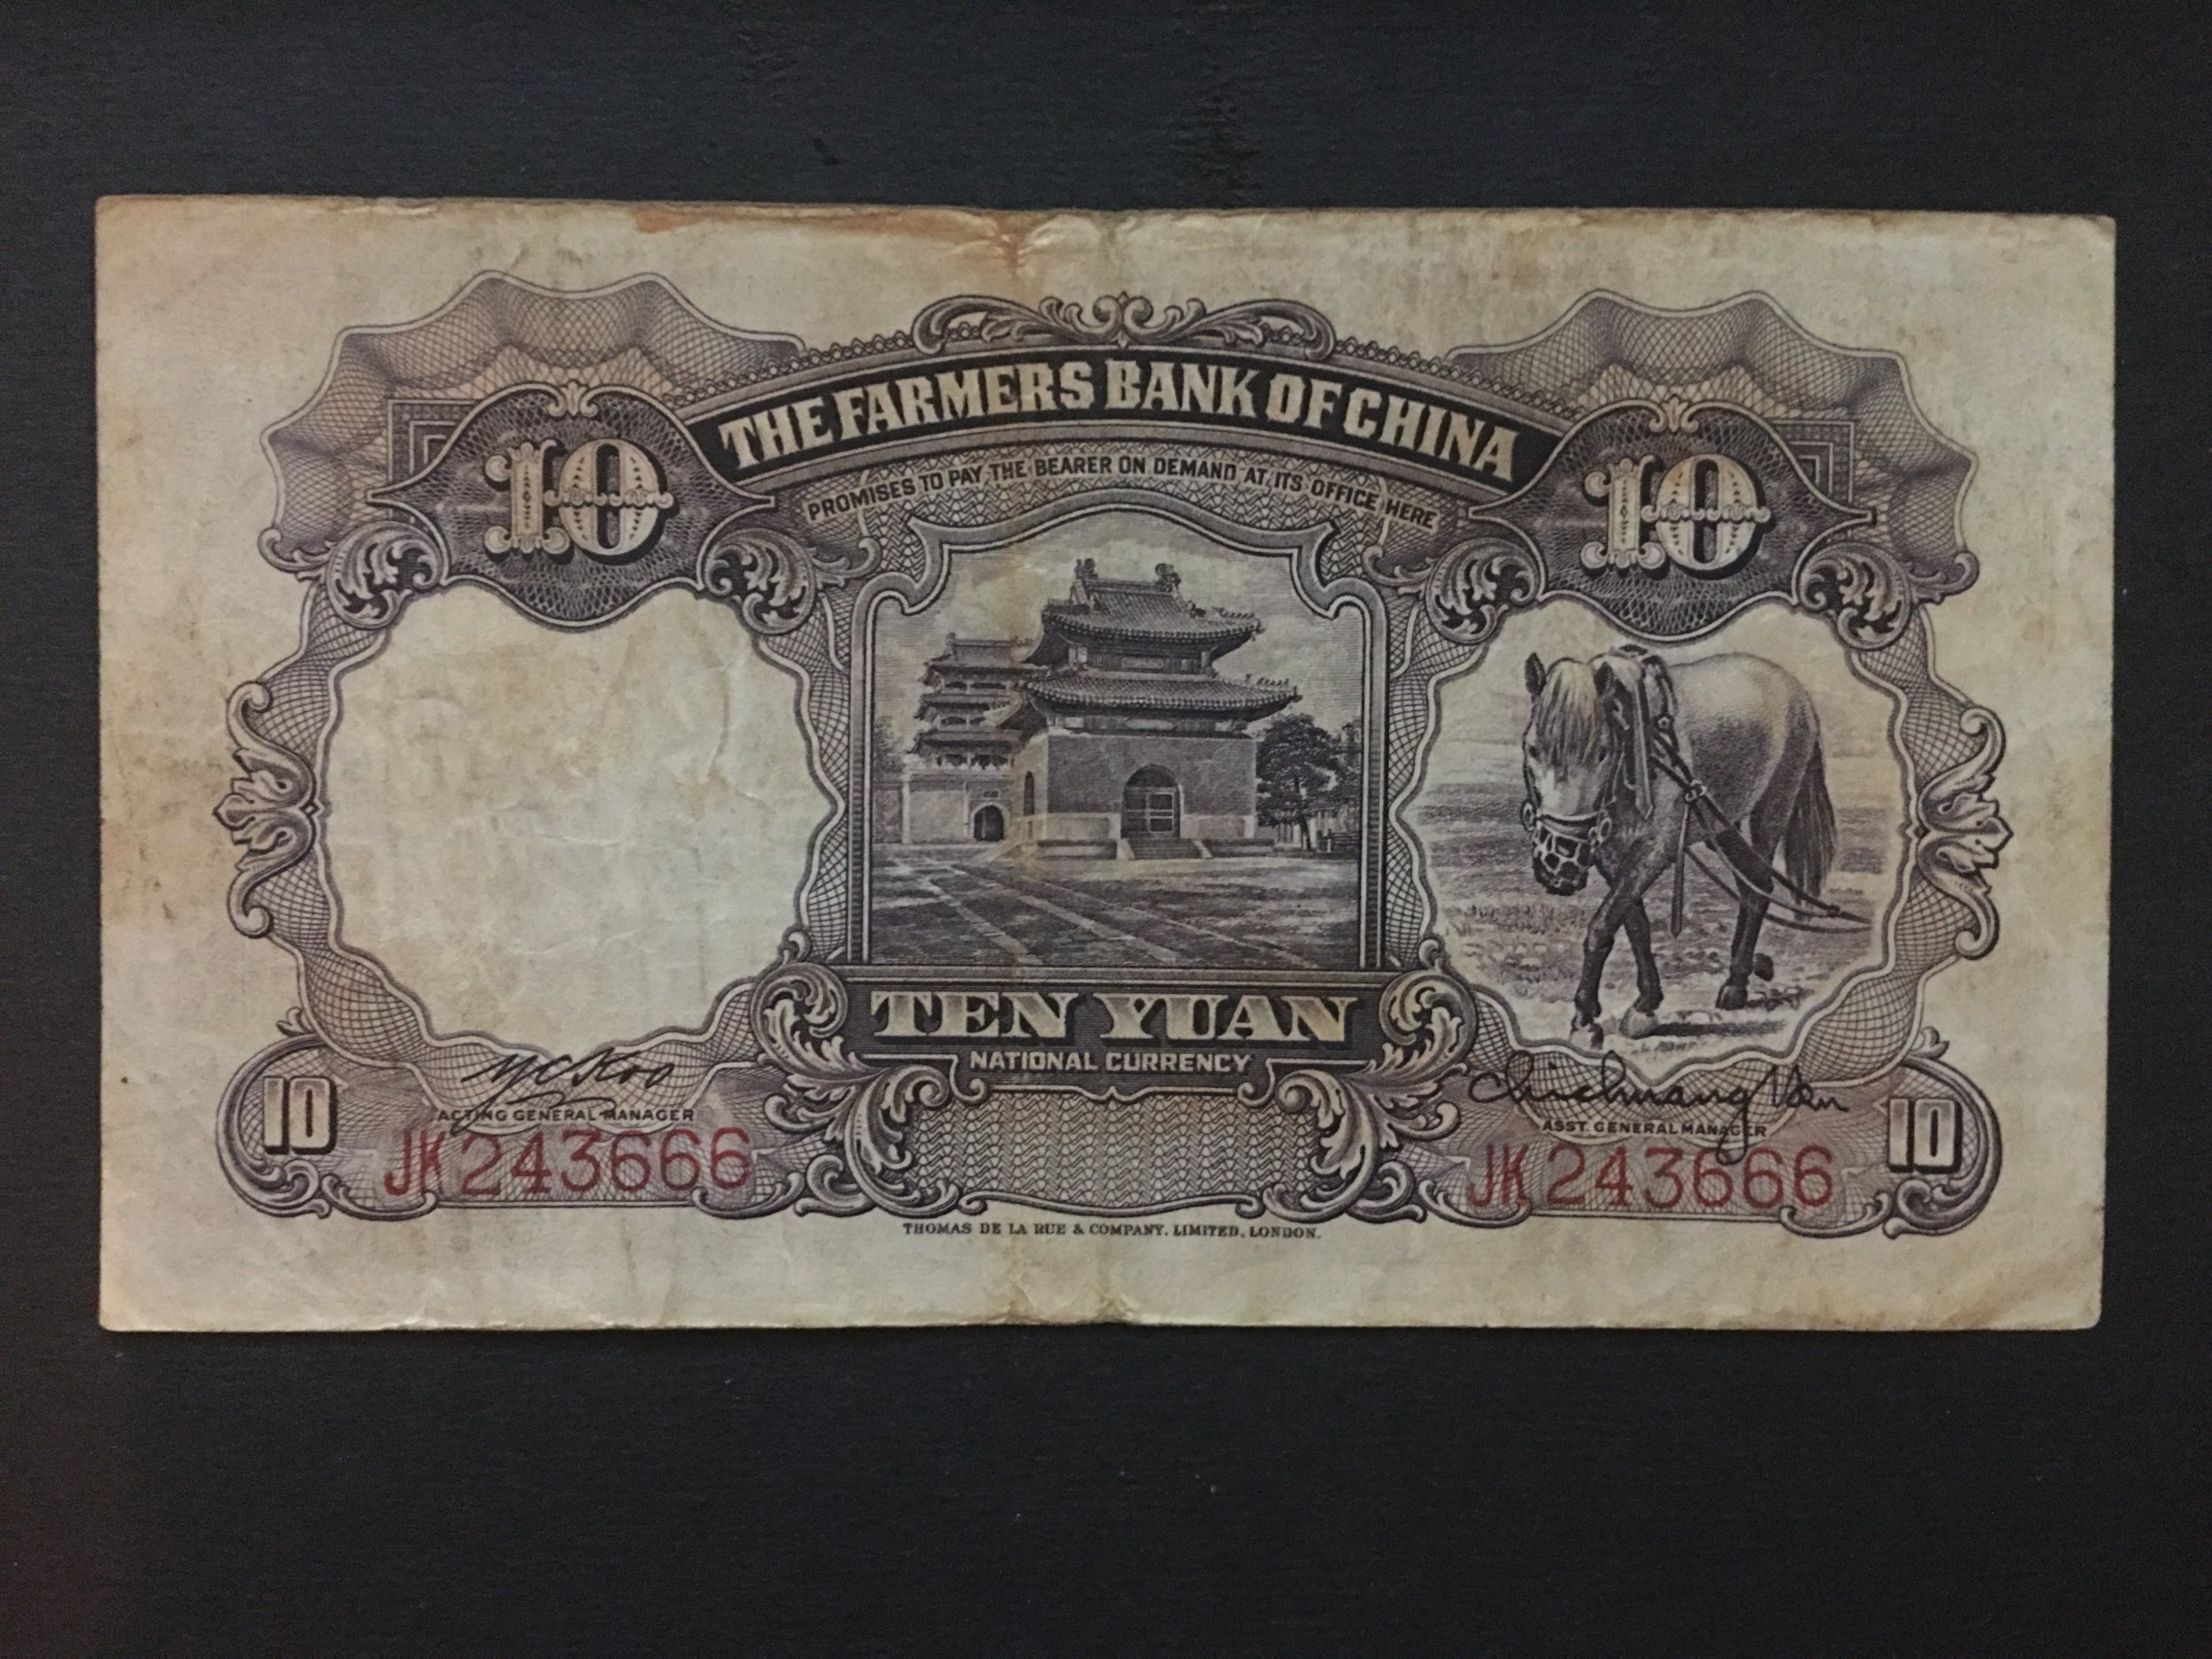 THE FARMERS BANK OF CHINA
PROMISES TO PAY THE BEARER ON DEMAND AT ITS OFFICE HERE
10 10
TEN YUAN
NATIONAL CURRENCY
Y C Koo
ACTING GENERAL MANAGER
ASST. GENERAL MANAGER
10 10
JK243666 JK243666
THOMAS DE LA RUE & COMPANY, LIMITED, LONDON.